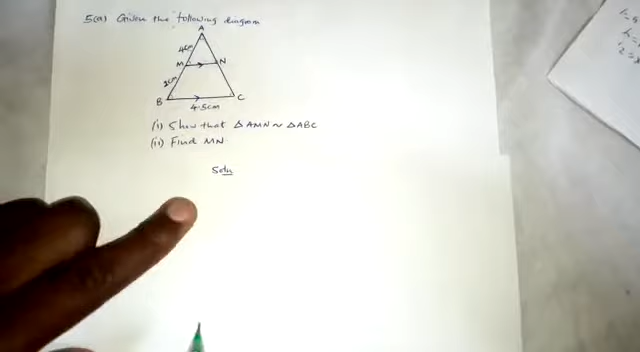 5(a) Given the following diagram
A
4cm
M
N
2cm
B
C
4.5cm
(i) Show that △AMN ~ △ABC
(ii) Find MN.
Soln